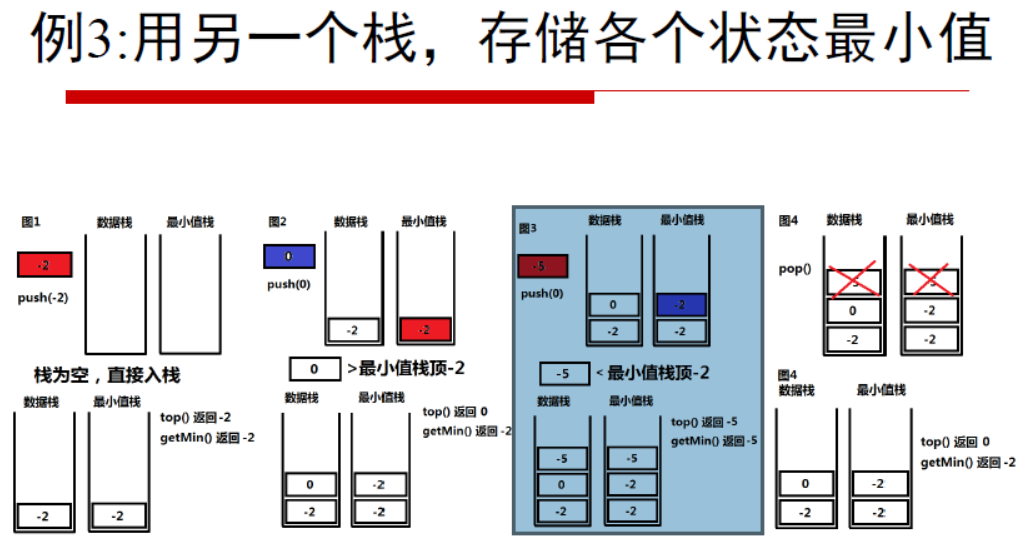 例3:用另一个栈，存储各个状态最小值
图1
数据栈
最小值栈
-2
push(-2)
栈为空，直接入栈
数据栈
最小值栈
top() 返回 -2
getMin() 返回 -2
-2
-2
图2
数据栈
最小值栈
0
push(0)
-2
-2
0
>最小值栈顶-2
数据栈
最小值栈
top() 返回 0
getMin() 返回 -2
0
-2
-2
-2
图3
数据栈
最小值栈
-5
push(0)
0
-2
-2
-2
-5
<最小值栈顶-2
数据栈
最小值栈
top() 返回 -5
getMin() 返回 -5
-5
-5
0
-2
-2
-2
图4
数据栈
最小值栈
pop()
0
-2
-2
-2
图4
数据栈
最小值栈
top() 返回 0
getMin() 返回 -2
0
-2
-2
-2